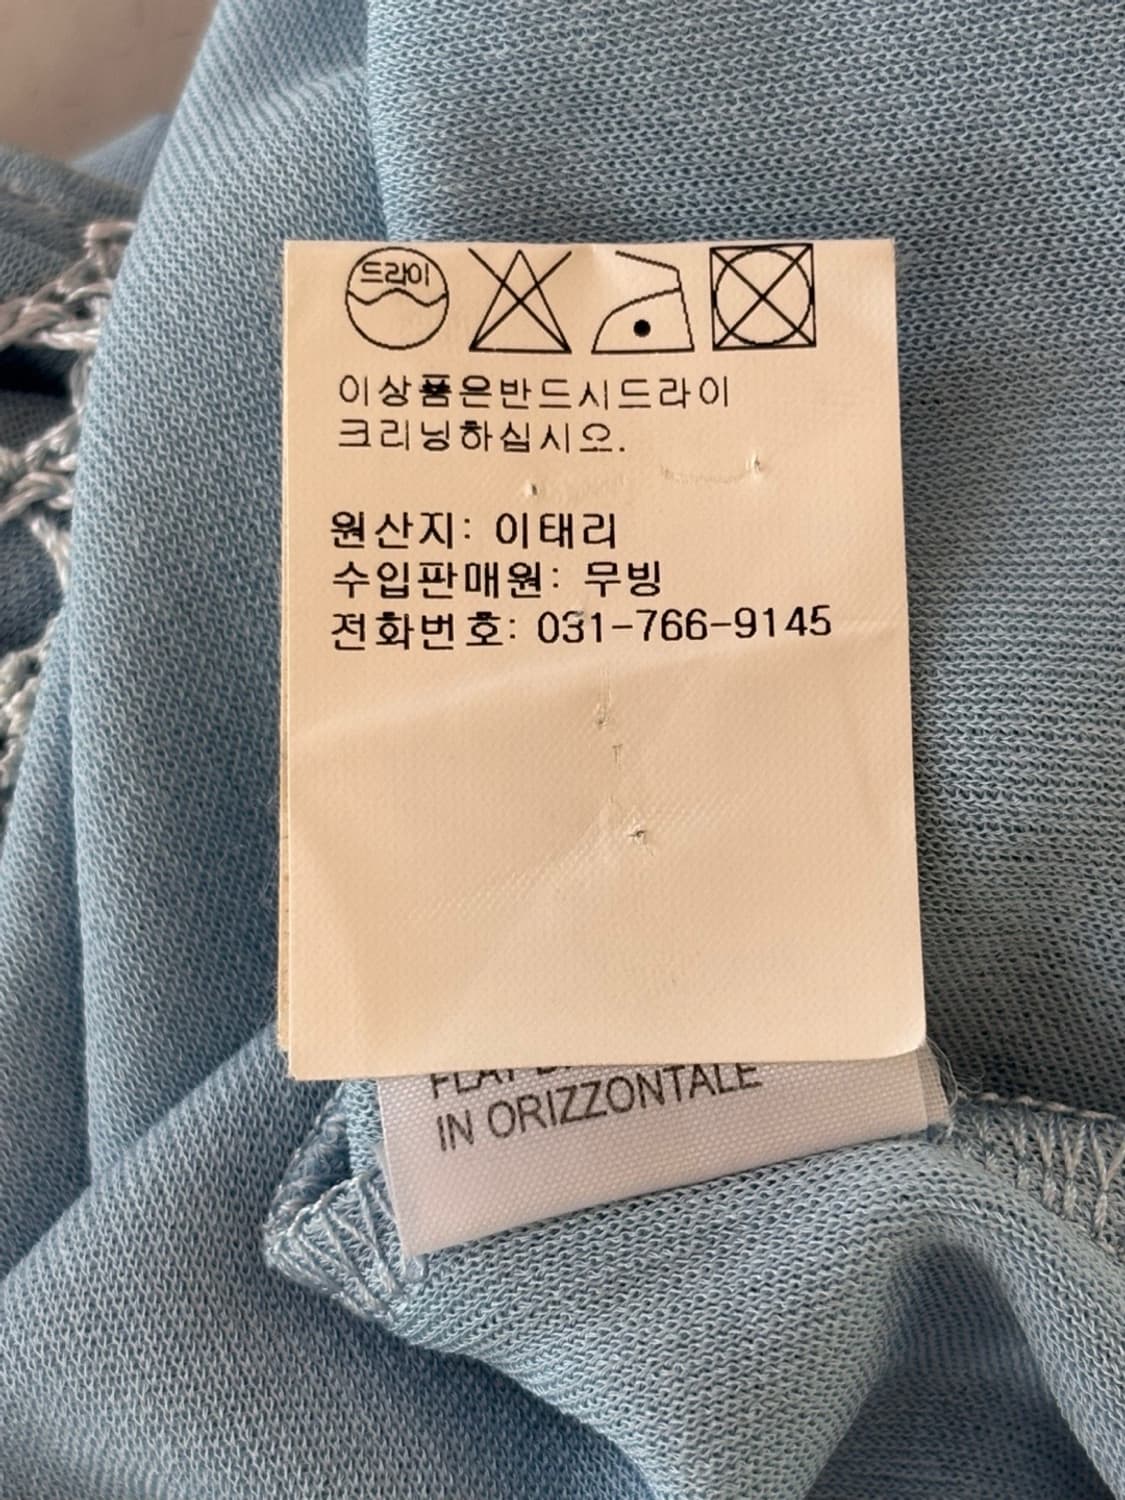 드라이
이상품은반드시드라이
크리닝하십시오.
원산지: 이태리
수입판매원: 무빙
전화번호: 031-766-9145
FLAT
IN ORIZZONTALE